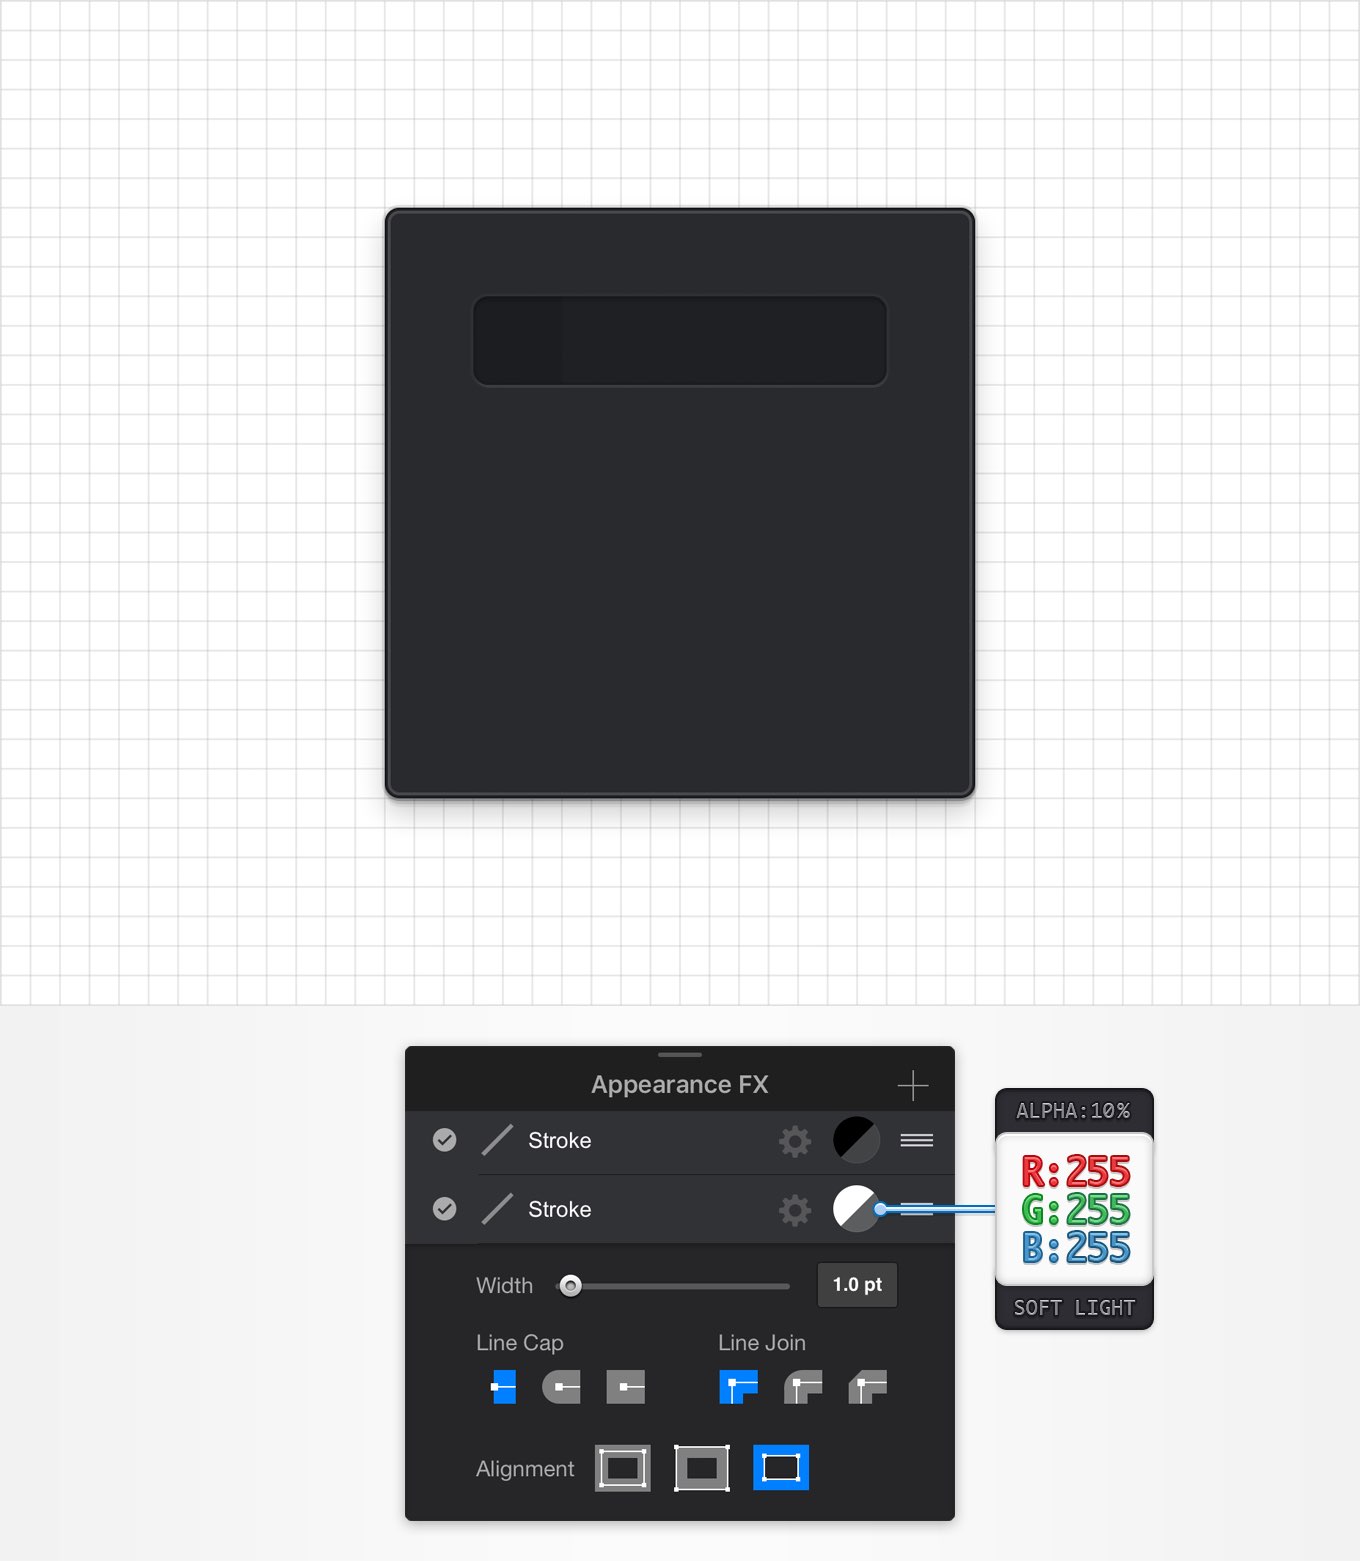 Appearance FX
Stroke
Stroke
Width
1.0 pt
Line Cap
Line Join
Alignment
ALPHA:10%
R:255
G:255
B:255
SOFT LIGHT